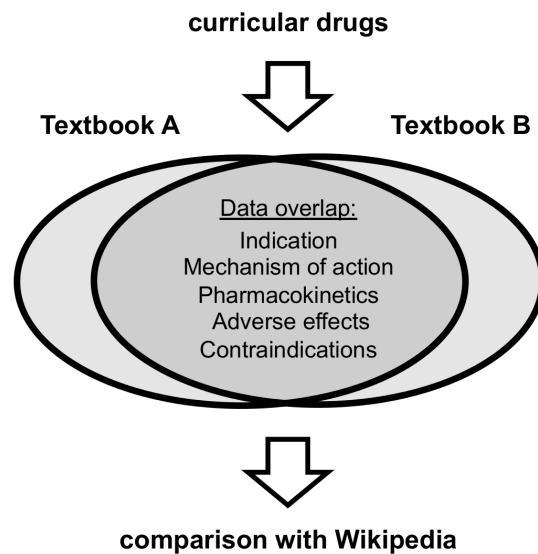 curricular drugs
Textbook A
Textbook B
Data overlap:
Indication
Mechanism of action
Pharmacokinetics
Adverse effects
Contraindications
comparison with Wikipedia